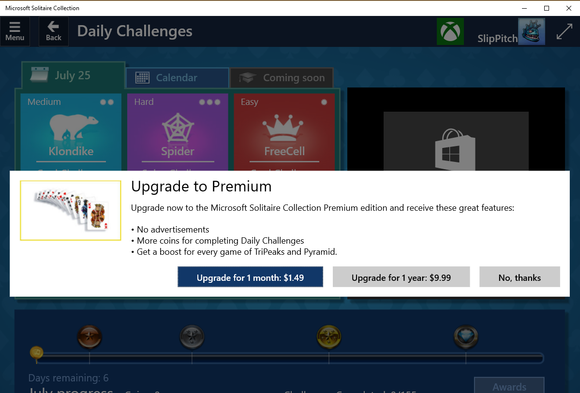 Microsoft Solitaire Collection
Menu
Back
Daily Challenges
SlipPitch
July 25
Calendar
Coming soon
Medium
Hard
Easy
Klondike
Spider
FreeCell
Upgrade to Premium
Upgrade now to the Microsoft Solitaire Collection Premium edition and receive these great features:
• No advertisements
• More coins for completing Daily Challenges
• Get a boost for every game of TriPeaks and Pyramid.
Upgrade for 1 month: $1.49
Upgrade for 1 year: $9.99
No, thanks
Days remaining: 6
July progress
Awards